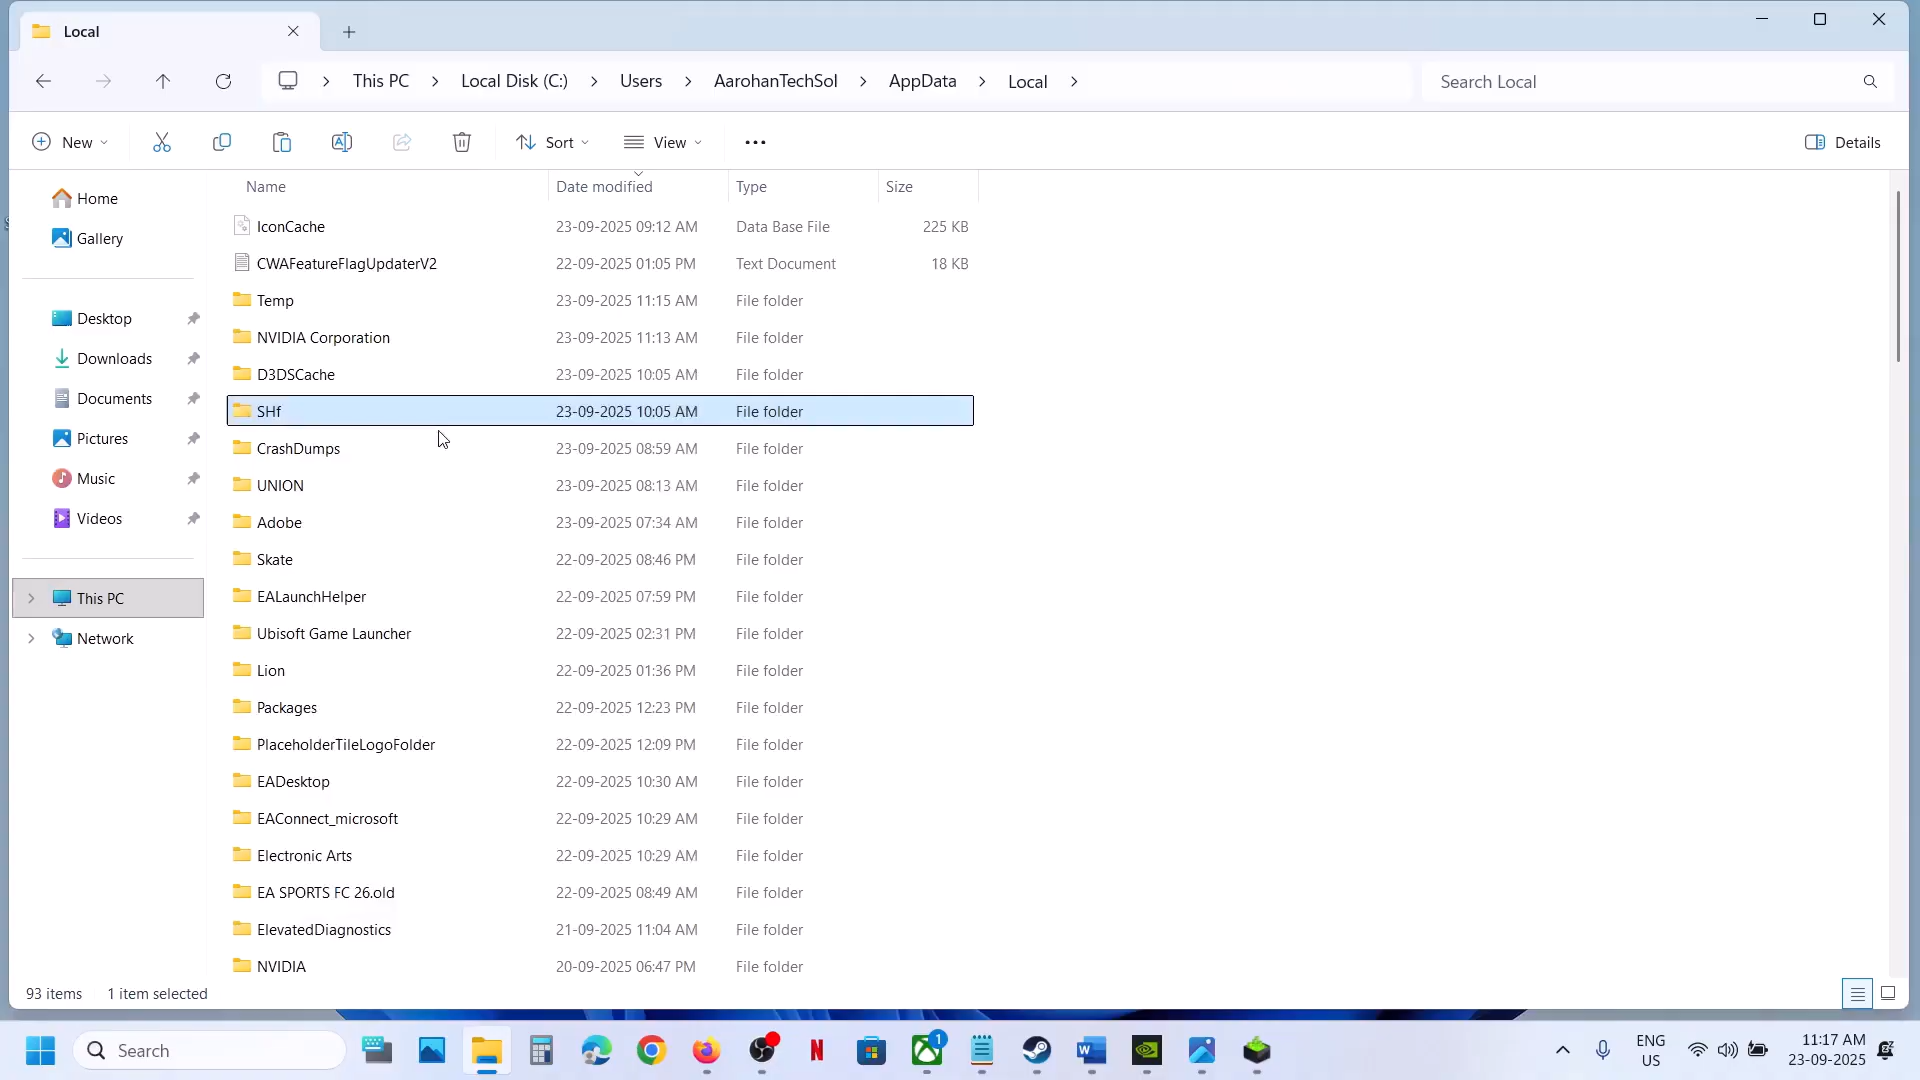 Local
This PC
Local Disk (C:)
Users
AarohanTechSol
AppData
Local
Search Local
New
Sort
View
Details
Name
Date modified
Type
Size
Home
Gallery
Desktop
Downloads
Documents
Pictures
Music
Videos
This PC
Network
IconCache 23-09-2025 09:12 AM Data Base File 225 KB
CWAFeatureFlagUpdaterV2 22-09-2025 01:05 PM Text Document 18 KB
Temp 23-09-2025 11:15 AM File folder
NVIDIA Corporation 23-09-2025 11:13 AM File folder
D3DSCache 23-09-2025 10:05 AM File folder
SHf 23-09-2025 10:05 AM File folder
CrashDumps 23-09-2025 08:59 AM File folder
UNION 23-09-2025 08:13 AM File folder
Adobe 23-09-2025 07:34 AM File folder
Skate 22-09-2025 08:46 PM File folder
EALaunchHelper 22-09-2025 07:59 PM File folder
Ubisoft Game Launcher 22-09-2025 02:31 PM File folder
Lion 22-09-2025 01:36 PM File folder
Packages 22-09-2025 12:23 PM File folder
PlaceholderTileLogoFolder 22-09-2025 12:09 PM File folder
EADesktop 22-09-2025 10:30 AM File folder
EAConnect_microsoft 22-09-2025 10:29 AM File folder
Electronic Arts 22-09-2025 10:29 AM File folder
EA SPORTS FC 26.old 22-09-2025 08:49 AM File folder
ElevatedDiagnostics 21-09-2025 11:04 AM File folder
NVIDIA 20-09-2025 06:47 PM File folder
93 items 1 item selected
Search
1
ENG
US
11:17 AM
23-09-2025